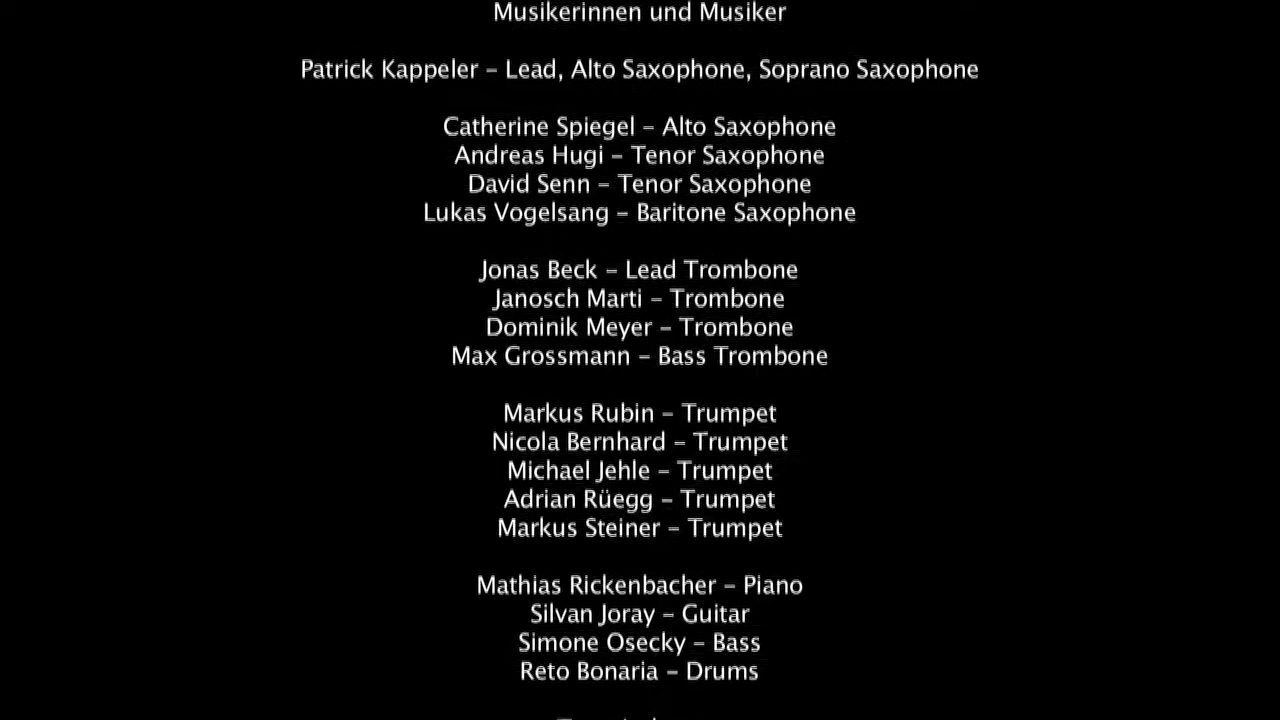 Musikerinnen und Musiker
Patrick Kappeler – Lead, Alto Saxophone, Soprano Saxophone
Catherine Spiegel – Alto Saxophone
Andreas Hugi – Tenor Saxophone
David Senn – Tenor Saxophone
Lukas Vogelsang – Baritone Saxophone
Jonas Beck – Lead Trombone
Janosch Marti – Trombone
Dominik Meyer – Trombone
Max Grossmann – Bass Trombone
Markus Rubin – Trumpet
Nicola Bernhard – Trumpet
Michael Jehle – Trumpet
Adrian Rüegg – Trumpet
Markus Steiner – Trumpet
Mathias Rickenbacher – Piano
Silvan Joray – Guitar
Simone Osecky – Bass
Reto Bonaria – Drums